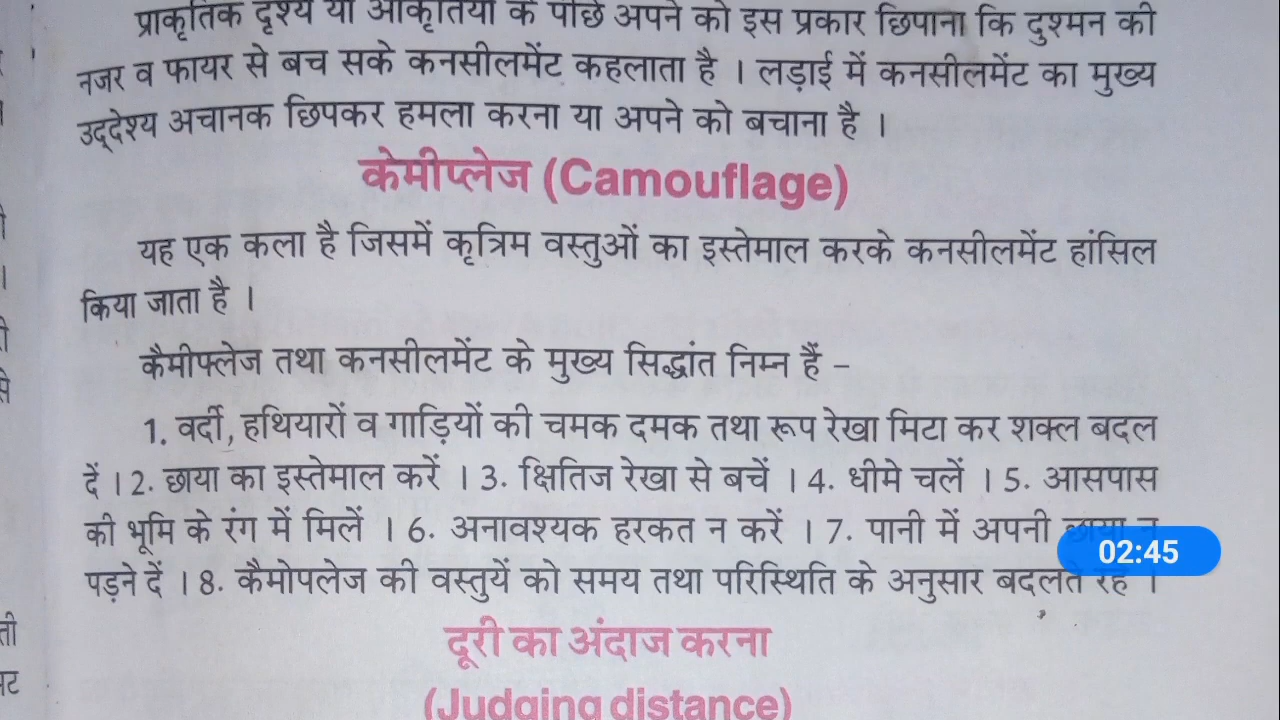 प्राकृतिक दृश्य या आकृतियों के पीछे अपने को इस प्रकार छिपाना कि दुश्मन की
नजर व फायर से बच सके कनसीलमेंट कहलाता है । लड़ाई में कनसीलमेंट का मुख्य
उद्देश्य अचानक छिपकर हमला करना या अपने को बचाना है ।
केमीप्लेज (Camouflage)
यह एक कला है जिसमें कृत्रिम वस्तुओं का इस्तेमाल करके कनसीलमेंट हांसिल
किया जाता है ।
कैमीफ्लेज तथा कनसीलमेंट के मुख्य सिद्धांत निम्न हैं –
1. वर्दी, हथियारों व गाड़ियों की चमक दमक तथा रूप रेखा मिटा कर शक्ल बदल
दें । 2. छाया का इस्तेमाल करें । 3. क्षितिज रेखा से बचें । 4. धीमे चलें । 5. आसपास
की भूमि के रंग में मिलें । 6. अनावश्यक हरकत न करें । 7. पानी में अपनी छाया न
02:45
पड़ने दें । 8. कैमोपलेज की वस्तुयें को समय तथा परिस्थिति के अनुसार बदलते रहें ।
दूरी का अंदाज करना
(Judging distance)